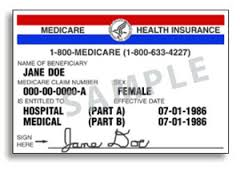 MEDICARE HEALTH INSURANCE
1-800-MEDICARE (1-800-633-4227)
NAME OF BENEFICIARY
JANE DOE
MEDICARE CLAIM NUMBER SEX
000-00-0000-A FEMALE
IS ENTITLED TO EFFECTIVE DATE
HOSPITAL (PART A) 07-01-1986
MEDICAL (PART B) 07-01-1986
SIGN HERE Jane Doe
SAMPLE